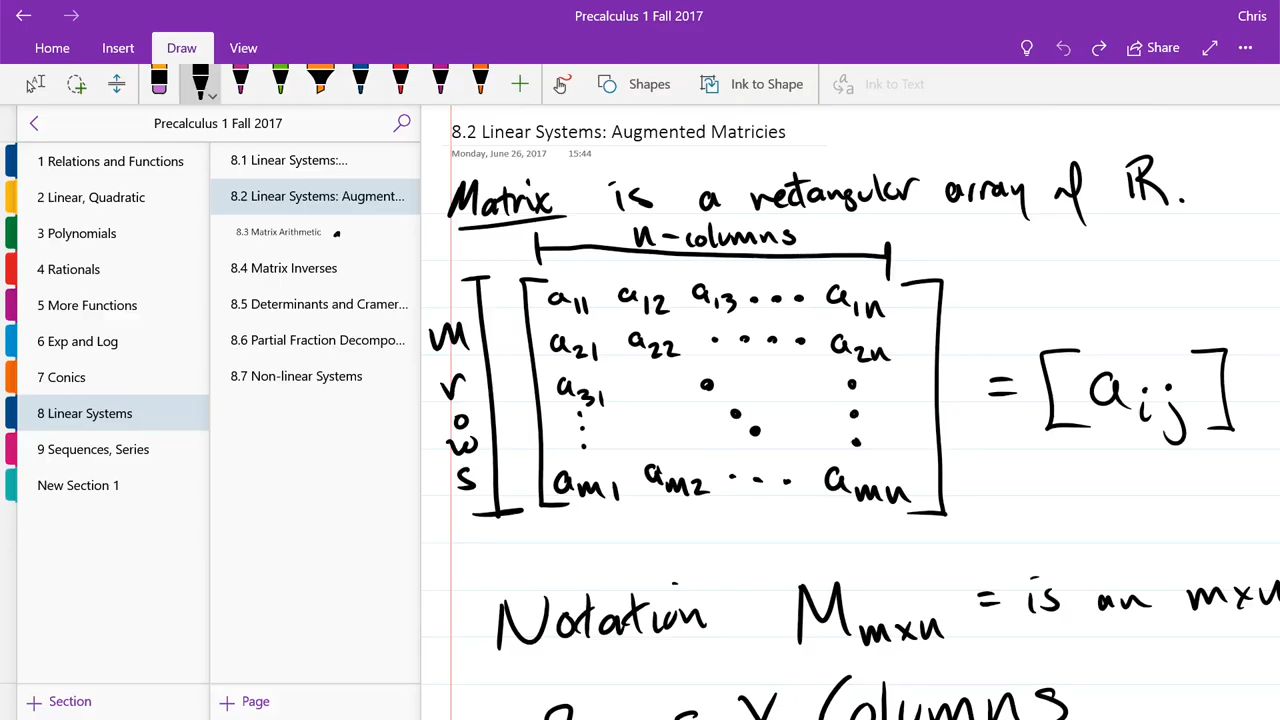 Precalculus 1 Fall 2017
Chris
Home Insert Draw View
Share
Shapes Ink to Shape Ink to Text
Precalculus 1 Fall 2017
1 Relations and Functions
2 Linear, Quadratic
3 Polynomials
4 Rationals
5 More Functions
6 Exp and Log
7 Conics
8 Linear Systems
9 Sequences, Series
New Section 1
Section
8.1 Linear Systems:...
8.2 Linear Systems: Augment...
8.3 Matrix Arithmetic
8.4 Matrix Inverses
8.5 Determinants and Cramer...
8.6 Partial Fraction Decompo...
8.7 Non-linear Systems
Page
8.2 Linear Systems: Augmented Matricies
Monday, June 26, 2017 15:44
Matrix is a rectangular array of ℝ.
n-columns
m rows
a11 a12 a13 ... a1n
a21 a22 .... a2n
a31
am1 am2 ... amn
= [aij]
Notation Mmxn = is an mxn
X Columns